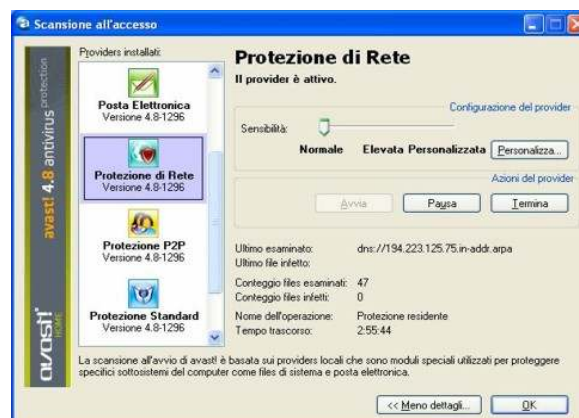 Scansione all'accesso
avast! 4.8 antivirus protection
avast!
HOME
Providers installati:
Posta Elettronica
Versione 4.8-1296
Protezione di Rete
Versione 4.8-1296
Protezione P2P
Versione 4.8-1296
Protezione Standard
Versione 4.8-1296
Protezione di Rete
Il provider è attivo.
Configurazione del provider
Sensibilità:
Normale Elevata Personalizzata Personalizza...
Azioni del provider
Avvia Pausa Termina
Ultimo esaminato: dns://194.223.125.75.in-addr.arpa
Ultimo file infetto:
Conteggio files esaminati: 47
Conteggio files infetti: 0
Nome dell'operazione: Protezione residente
Tempo trascorso: 2:55:44
La scansione all'avvio di avast! è basata sui providers locali che sono moduli speciali utilizzati per proteggere
specifici sottosistemi del computer come files di sistema e posta elettronica.
<< Meno dettagli... OK